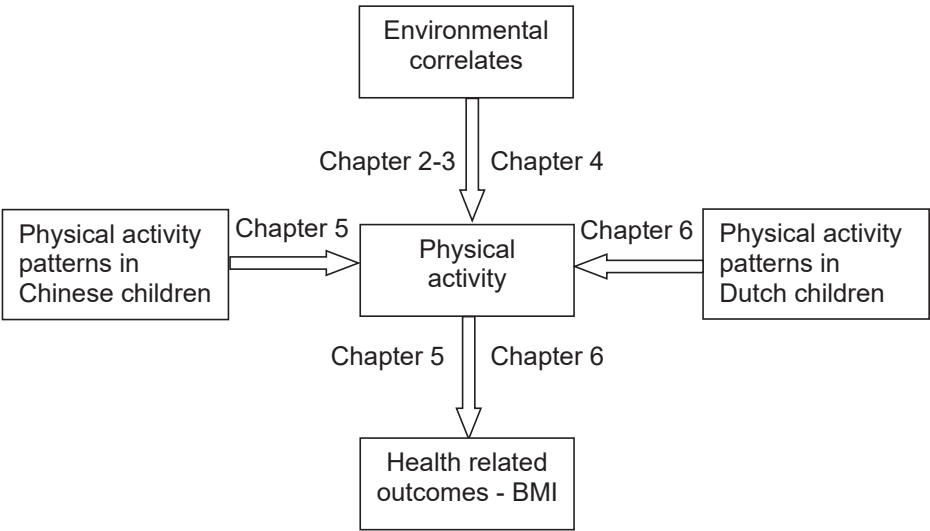 Environmental
correlates
Chapter 2-3
Chapter 4
Physical activity
patterns in
Chinese children
Chapter 5
Physical
activity
Chapter 6
Physical activity
patterns in
Dutch children
Chapter 5
Chapter 6
Health related
outcomes - BMI